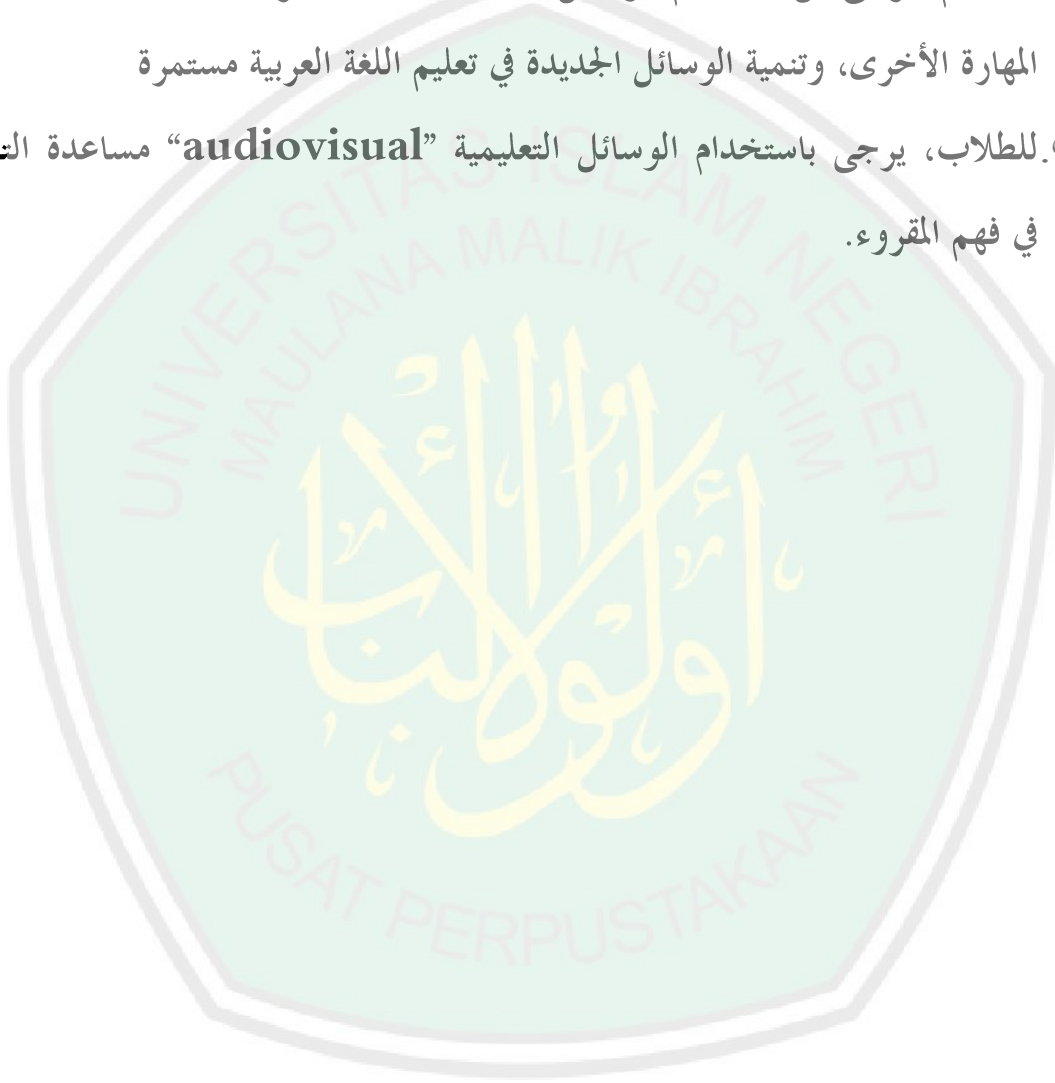 المهارة الأخرى، وتنمية الوسائل الجديدة في تعليم اللغة العربية مستمرة
للطلاب، يرجى باستخدام الوسائل التعليمية “audiovisual” مساعدة
في فهم المقروء.
UNIVERSITAS ISLAM NEGERI
MAULANA MALIK IBRAHIM
أولوا الألباب
PUSAT PERPUSTAKAAN